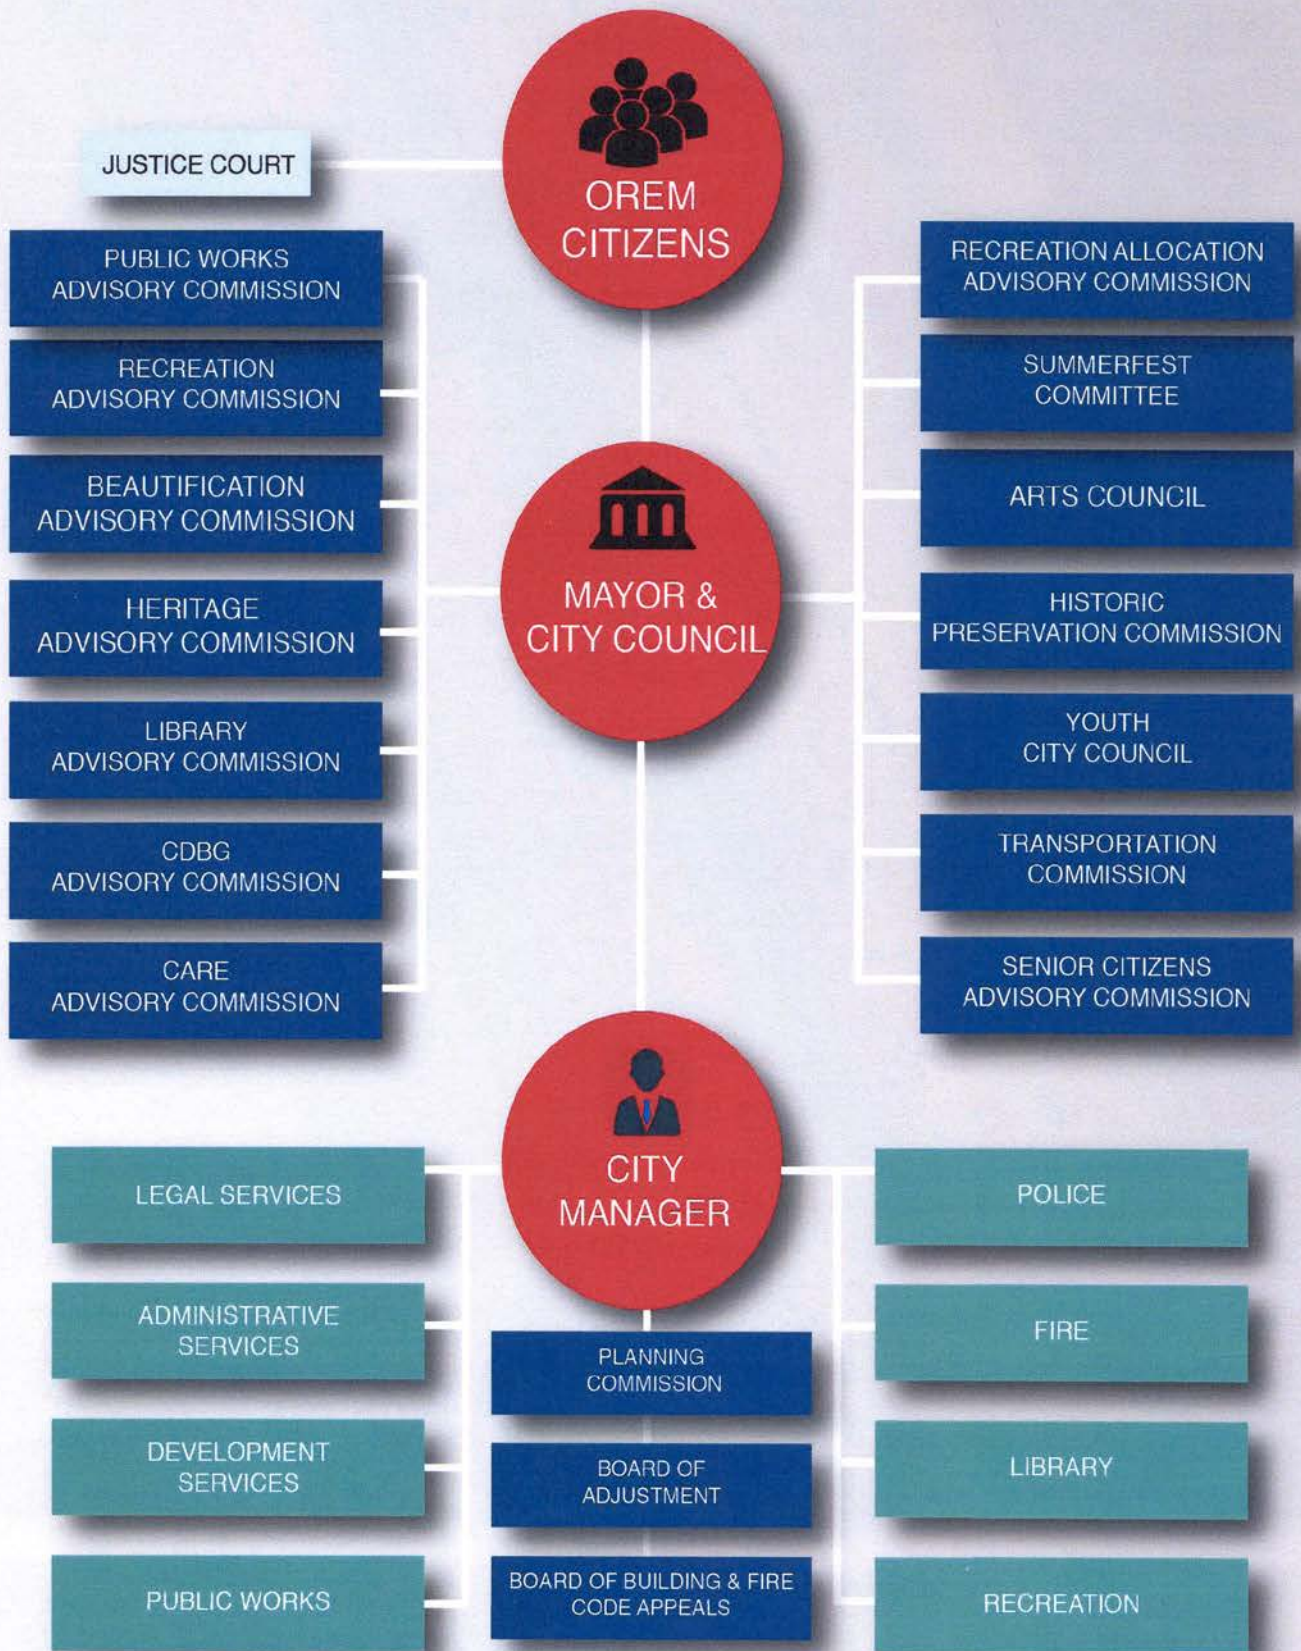 JUSTICE COURT
OREM
CITIZENS
PUBLIC WORKS
ADVISORY COMMISSION
RECREATION
ADVISORY COMMISSION
BEAUTIFICATION
ADVISORY COMMISSION
HERITAGE
ADVISORY COMMISSION
LIBRARY
ADVISORY COMMISSION
CDBG
ADVISORY COMMISSION
CARE
ADVISORY COMMISSION
MAYOR &
CITY COUNCIL
RECREATION ALLOCATION
ADVISORY COMMISSION
SUMMERFEST
COMMITTEE
ARTS COUNCIL
HISTORIC
PRESERVATION COMMISSION
YOUTH
CITY COUNCIL
TRANSPORTATION
COMMISSION
SENIOR CITIZENS
ADVISORY COMMISSION
CITY
MANAGER
LEGAL SERVICES
ADMINISTRATIVE
SERVICES
DEVELOPMENT
SERVICES
PUBLIC WORKS
PLANNING
COMMISSION
BOARD OF
ADJUSTMENT
BOARD OF BUILDING & FIRE
CODE APPEALS
POLICE
FIRE
LIBRARY
RECREATION